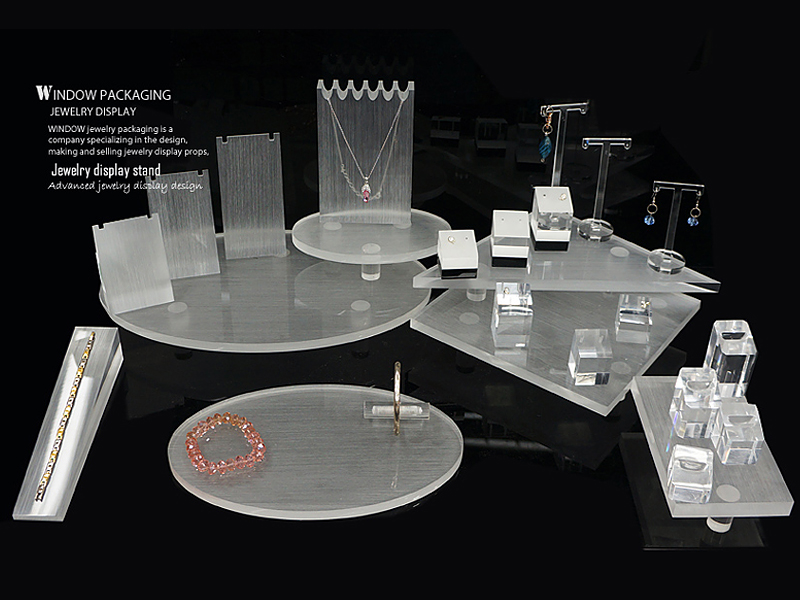 WINDOW PACKAGING
JEWELRY DISPLAY
WINDOW jewelry packaging is a
company specializing in the design,
making and selling jewelry display props,
Jewelry display stand
Advanced jewelry display design